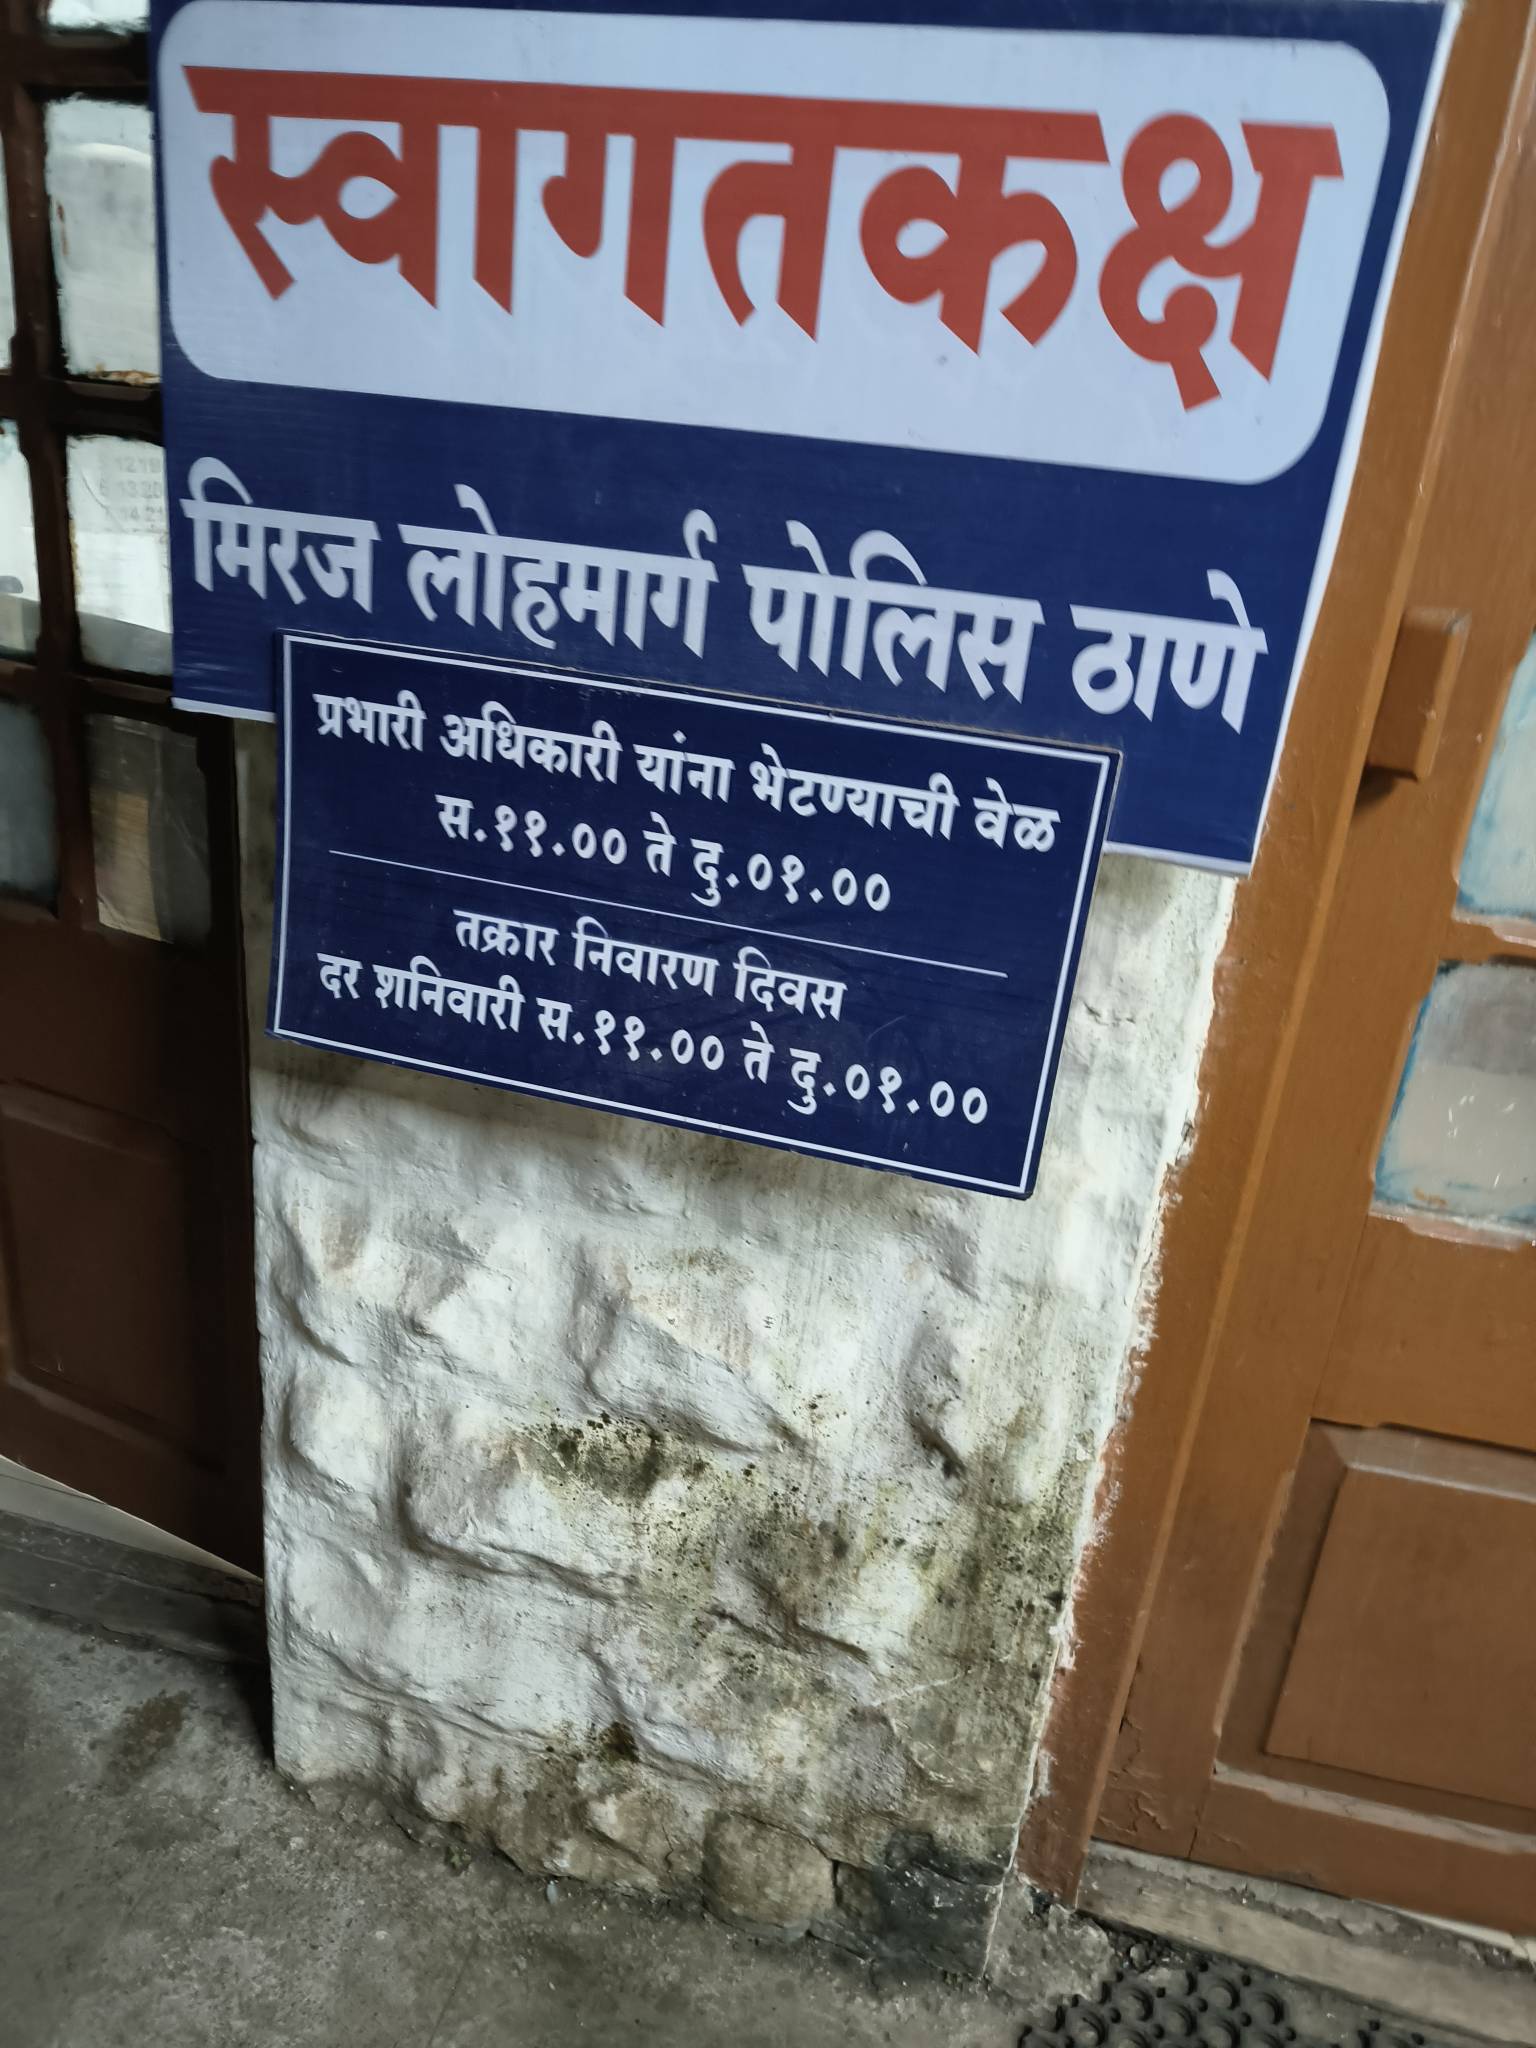 स्वागतकक्ष
मिरज लोहमार्ग पोलिस ठाणे
प्रभारी अधिकारी यांना भेटण्याची वेळ
स.११.०० ते दु.०१.००
तक्रार निवारण दिवस
दर शनिवारी स.११.०० ते दु.०१.००